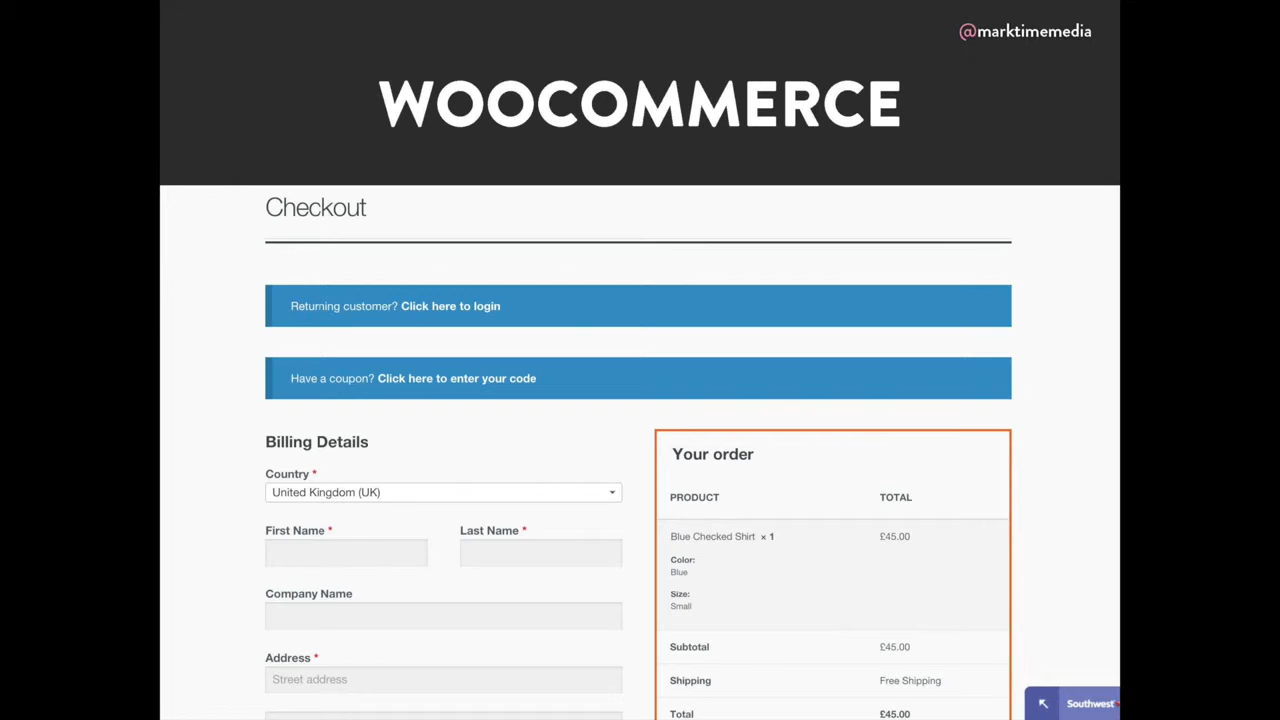 @marktimemedia
WOOCOMMERCE
Checkout
Returning customer? Click here to login
Have a coupon? Click here to enter your code
Billing Details
Country *
United Kingdom (UK)
First Name *
Last Name *
Company Name
Address *
Street address
Your order
PRODUCT TOTAL
Blue Checked Shirt × 1 £45.00
Color:
Blue
Size:
Small
Subtotal £45.00
Shipping Free Shipping
Total £45.00
Southwest